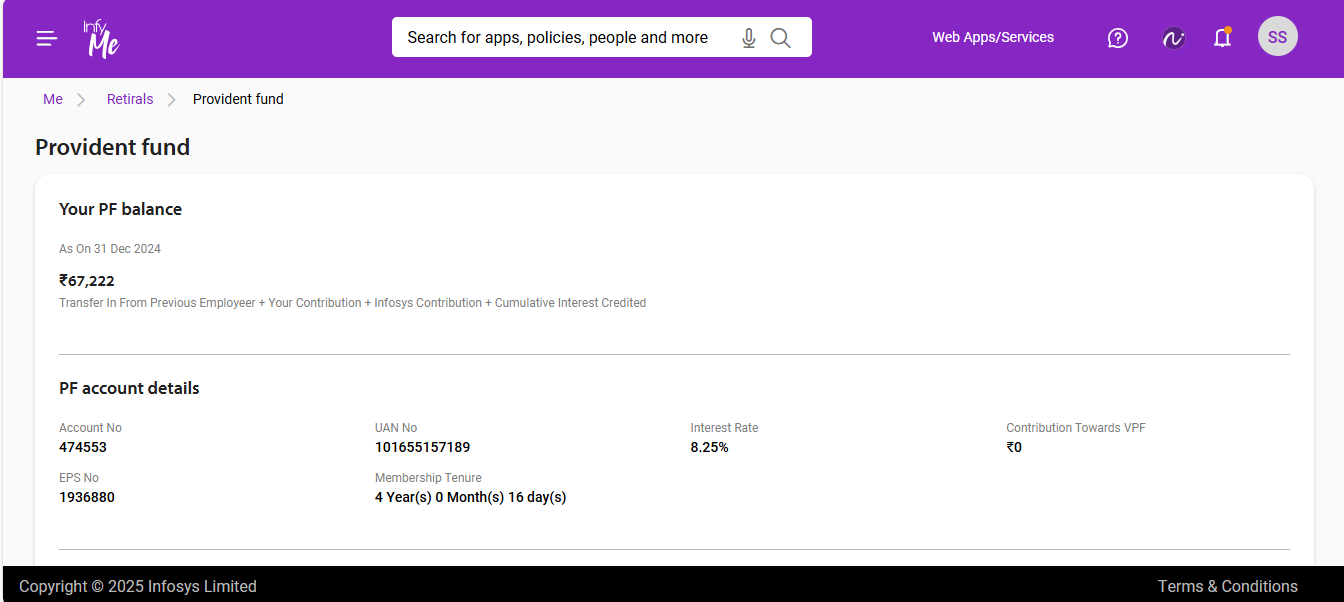 Infy Me
Search for apps, policies, people and more
Web Apps/Services
SS
Me
Retirals
Provident fund
Provident fund
Your PF balance
As On 31 Dec 2024
₹67,222
Transfer In From Previous Employeer + Your Contribution + Infosys Contribution + Cumulative Interest Credited
PF account details
Account No
474553
UAN No
101655157189
Interest Rate
8.25%
Contribution Towards VPF
₹0
EPS No
1936880
Membership Tenure
4 Year(s) 0 Month(s) 16 day(s)
Copyright © 2025 Infosys Limited
Terms & Conditions